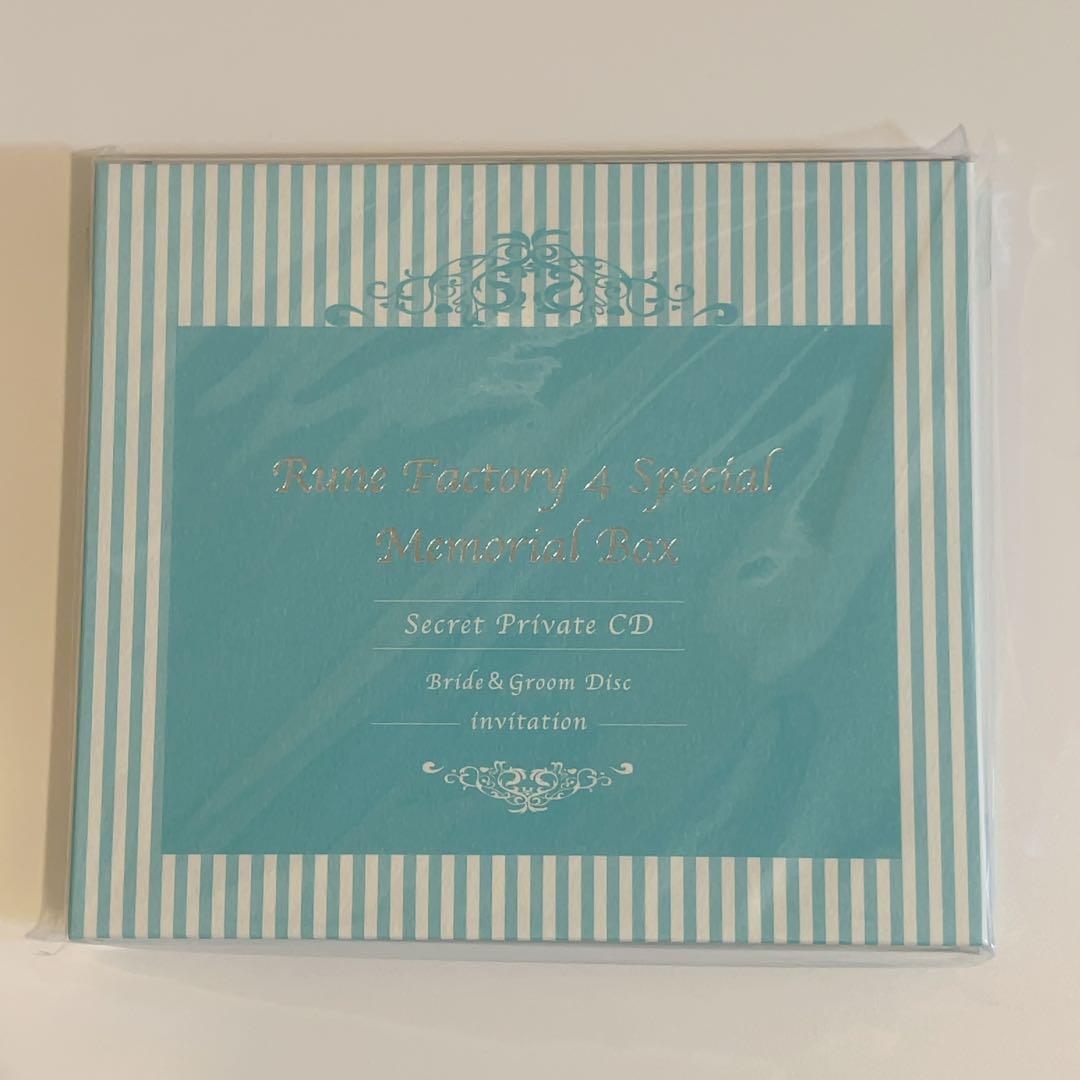 Rune Factory 4 Special
Memorial Box
Secret Private CD
Bride & Groom Disc
invitation